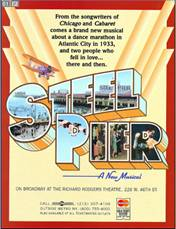 From the songwriters of
Chicago and Cabaret
comes a brand new musical
about a dance marathon in
Atlantic City in 1933,
and two people who
fell in love...
there and then.
STEEL
PIER
A New Musical
ON BROADWAY AT THE RICHARD RODGERS THEATRE, 226 W. 46TH ST.